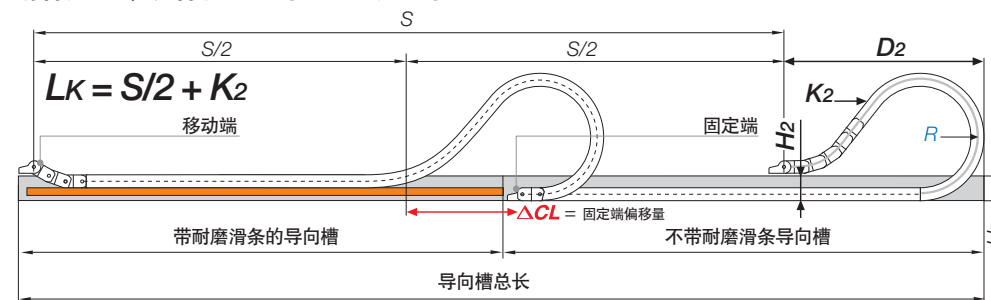 S
S/2
S/2
D2
LK = S/2 + K2
K2
移动端
固定端
H2
R
ΔCL = 固定端偏移量
带耐磨滑条的导向槽
不带耐磨滑条导向槽
导向槽总长